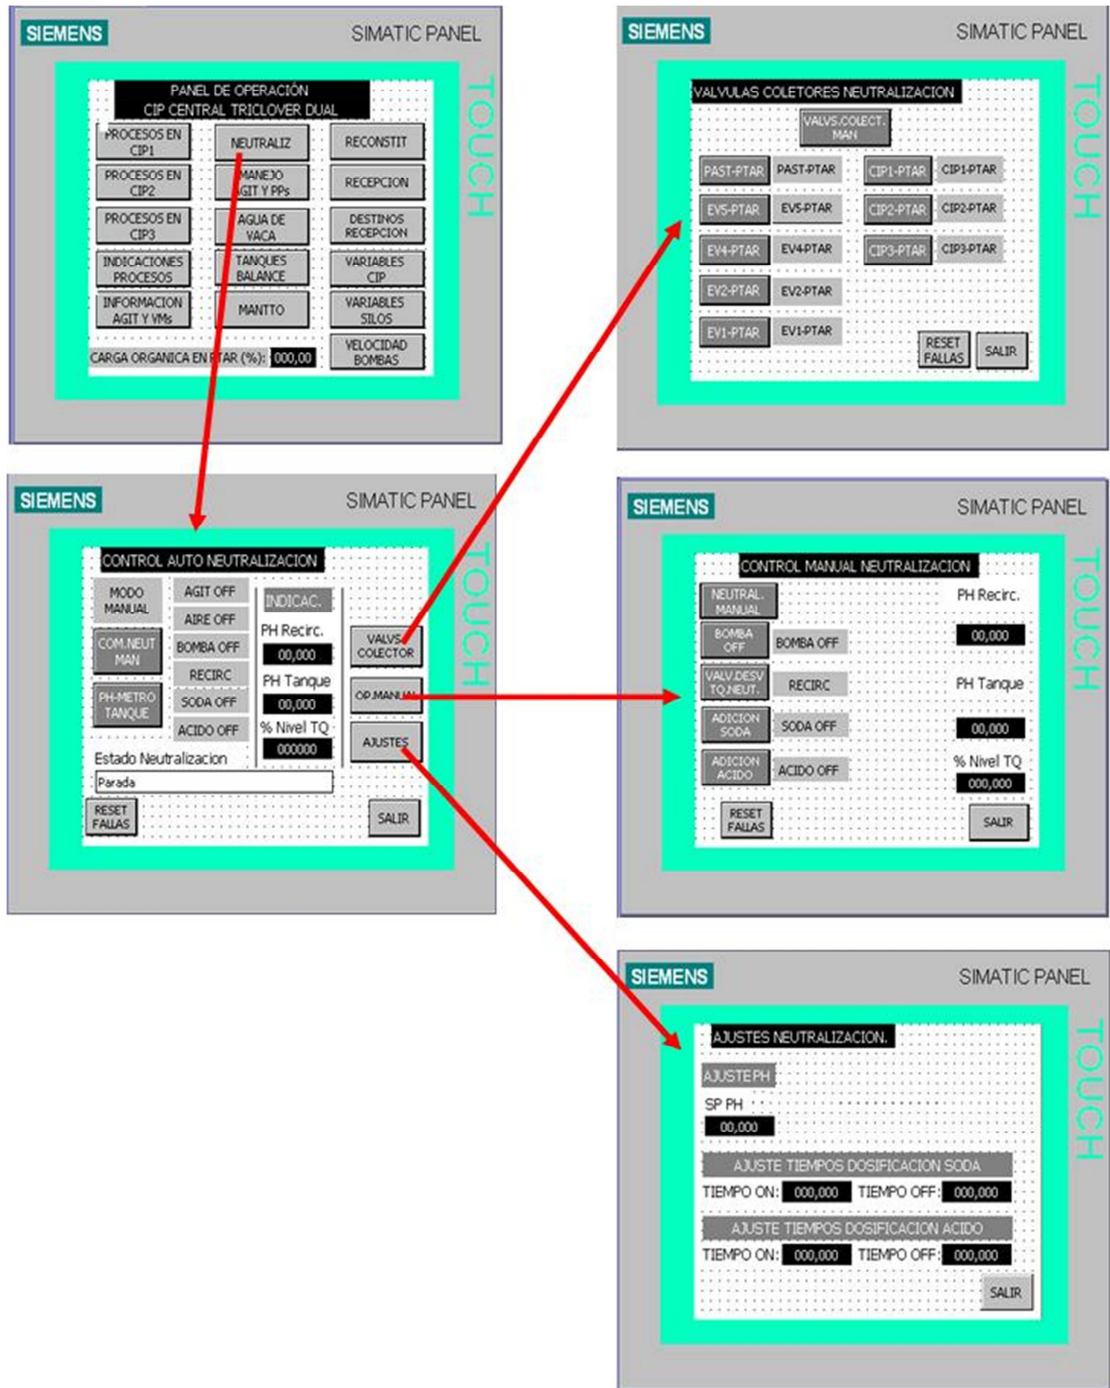 SIEMENS
SIMATIC PANEL
TOUCH
PANEL DE OPERACIÓN
CIP CENTRAL TRICLOVER DUAL
PROCESOS EN
CIP1
NEUTRALIZ
RECONSTIT
PROCESOS EN
CIP2
MANEJO
AGIT Y PPs
RECEPCION
PROCESOS EN
CIP3
AGUA DE
VACA
DESTINOS
RECEPCION
INDICACIONES
PROCESOS
TANQUES
BALANCE
VARIABLES
CIP
INFORMACION
AGIT Y VMs
MANTTO
VARIABLES
SILOS
CARGA ORGANICA EN PTAR (%): 000,00
VELOCIDAD
BOMBAS
SIEMENS
SIMATIC PANEL
TOUCH
VALVULAS COLETORES NEUTRALIZACION
VALVS.COLECT.
MAN
PAST-PTAR PAST-PTAR CIP1-PTAR CIP1-PTAR
EV5-PTAR EV5-PTAR CIP2-PTAR CIP2-PTAR
EV4-PTAR EV4-PTAR CIP3-PTAR CIP3-PTAR
EV2-PTAR EV2-PTAR
EV1-PTAR EV1-PTAR
RESET
FALLAS
SALIR
SIEMENS
SIMATIC PANEL
TOUCH
CONTROL AUTO NEUTRALIZACION
MODO
MANUAL
COM.NEUT
MAN
PH-METRO
TANQUE
AGIT OFF
AIRE OFF
BOMBA OFF
RECIRC
SODA OFF
ACIDO OFF
INDICAC.
PH Recirc.
00,000
PH Tanque
00,000
% Nivel TQ
000000
VALVS.
COLECTOR
OP.MANUAL
AJUSTES
Estado Neutralizacion
Parada
RESET
FALLAS
SALIR
SIEMENS
SIMATIC PANEL
TOUCH
CONTROL MANUAL NEUTRALIZACION
NEUTRAL.
MANUAL
PH Recirc.
BOMBA
OFF
BOMBA OFF
00,000
VALV.DESV
TQ.NEUT.
RECIRC
PH Tanque
ADICION
SODA
SODA OFF
00,000
ADICION
ACIDO
ACIDO OFF
% Nivel TQ
000,000
RESET
FALLAS
SALIR
SIEMENS
SIMATIC PANEL
TOUCH
AJUSTES NEUTRALIZACION.
AJUSTE PH
SP PH
00,000
AJUSTE TIEMPOS DOSIFICACION SODA
TIEMPO ON: 000,000 TIEMPO OFF: 000,000
AJUSTE TIEMPOS DOSIFICACION ACIDO
TIEMPO ON: 000,000 TIEMPO OFF: 000,000
SALIR